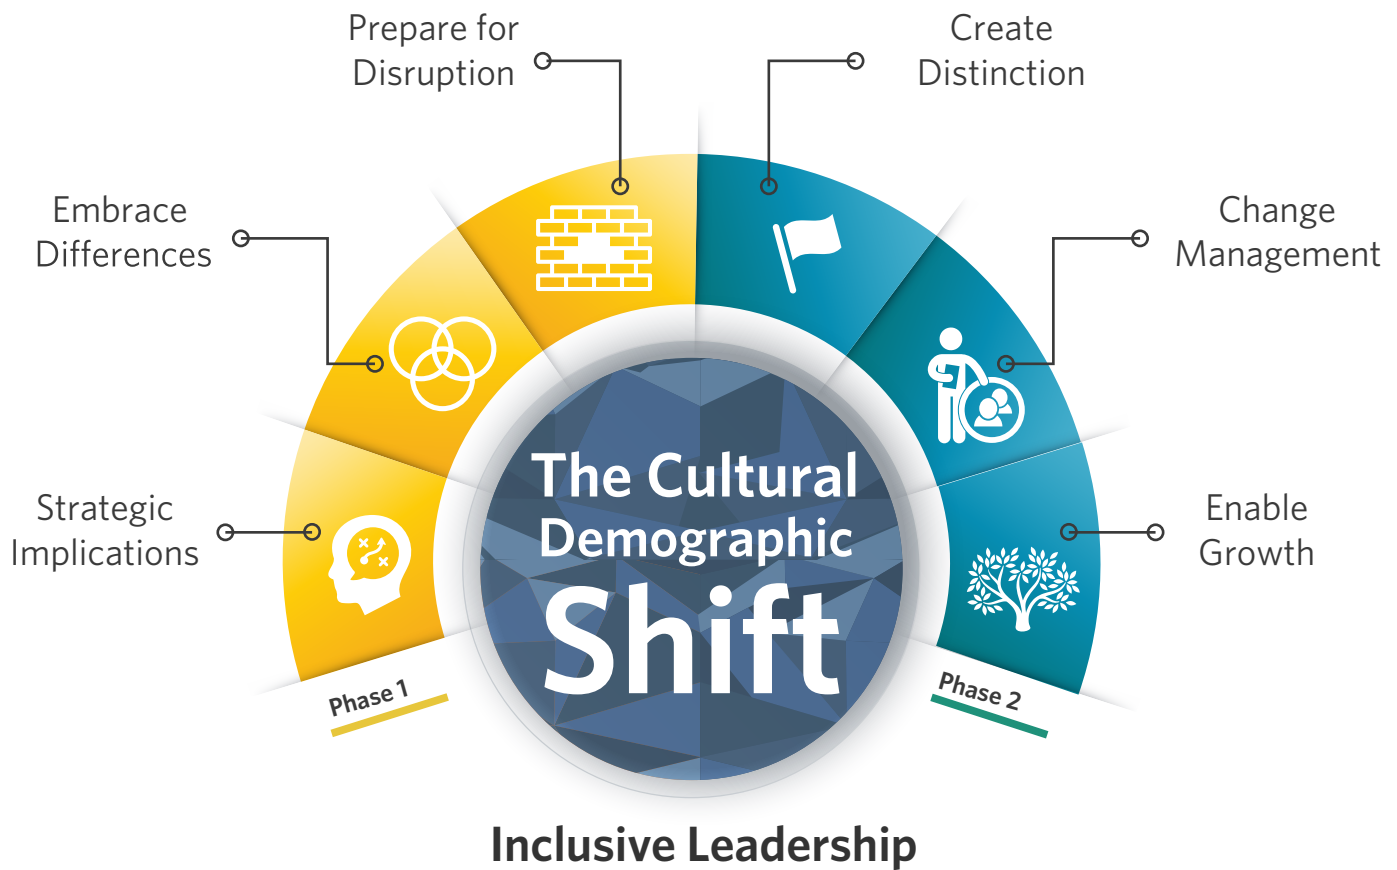 Prepare for
Disruption
Create
Distinction
Embrace
Differences
Change
Management
Strategic
Implications
Enable
Growth
The Cultural
Demographic
Shift
Phase 1
Phase 2
Inclusive Leadership